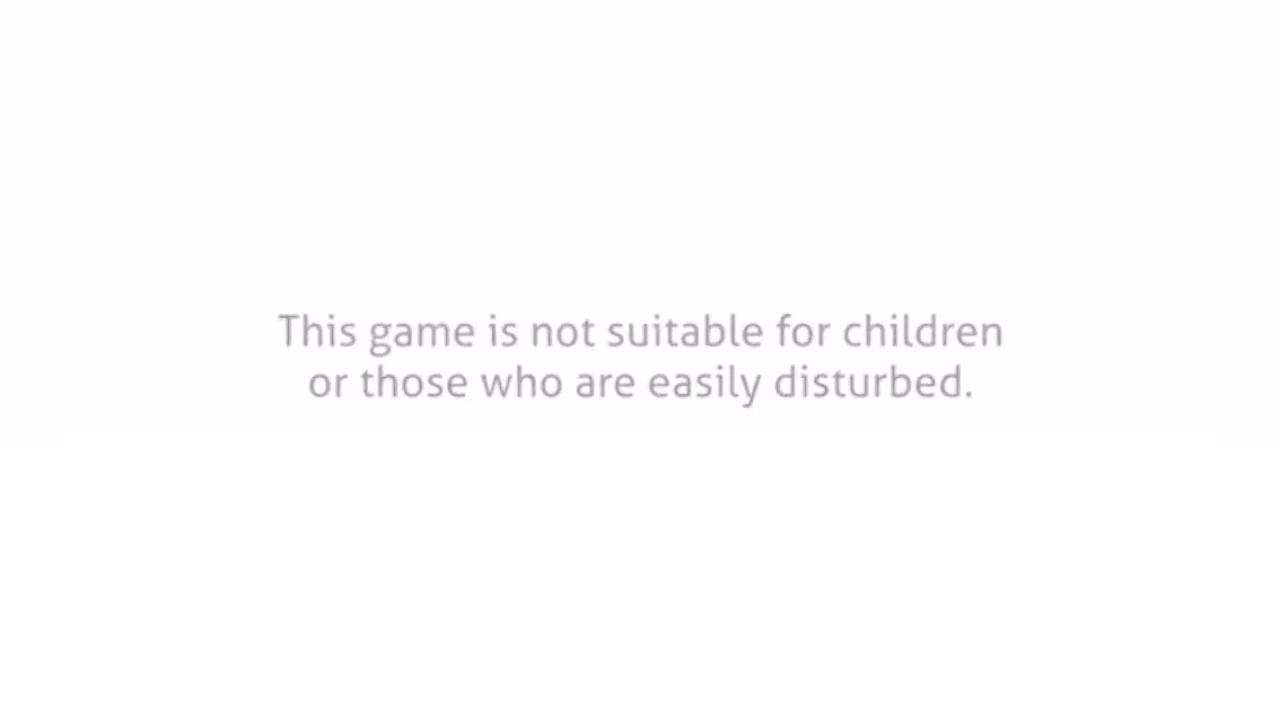 This game is not suitable for children
or those who are easily disturbed.